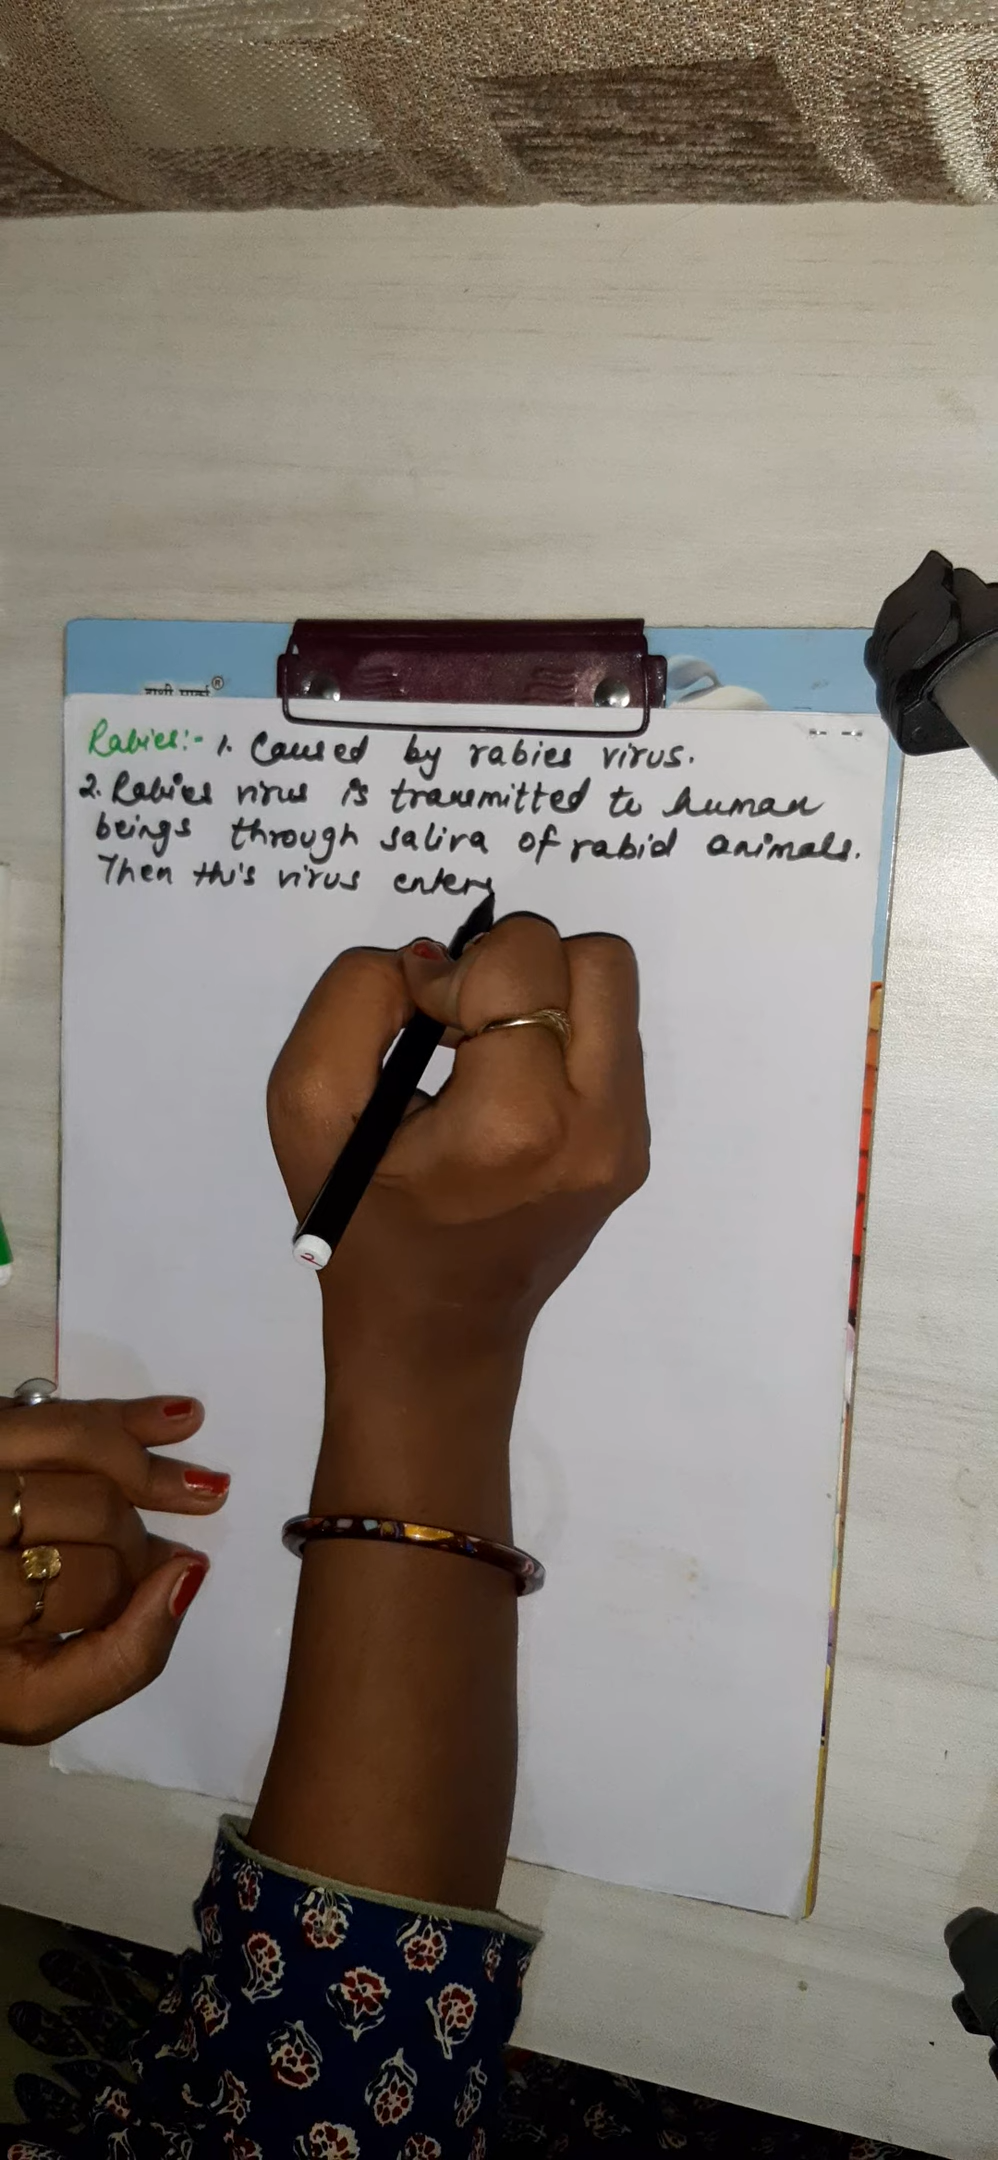 हाथी मार्का®
Rabies:- 1. Caused by rabies virus.
2. Rabies virus is transmitted to human
beings through saliva of rabid animals.
Then this virus enters